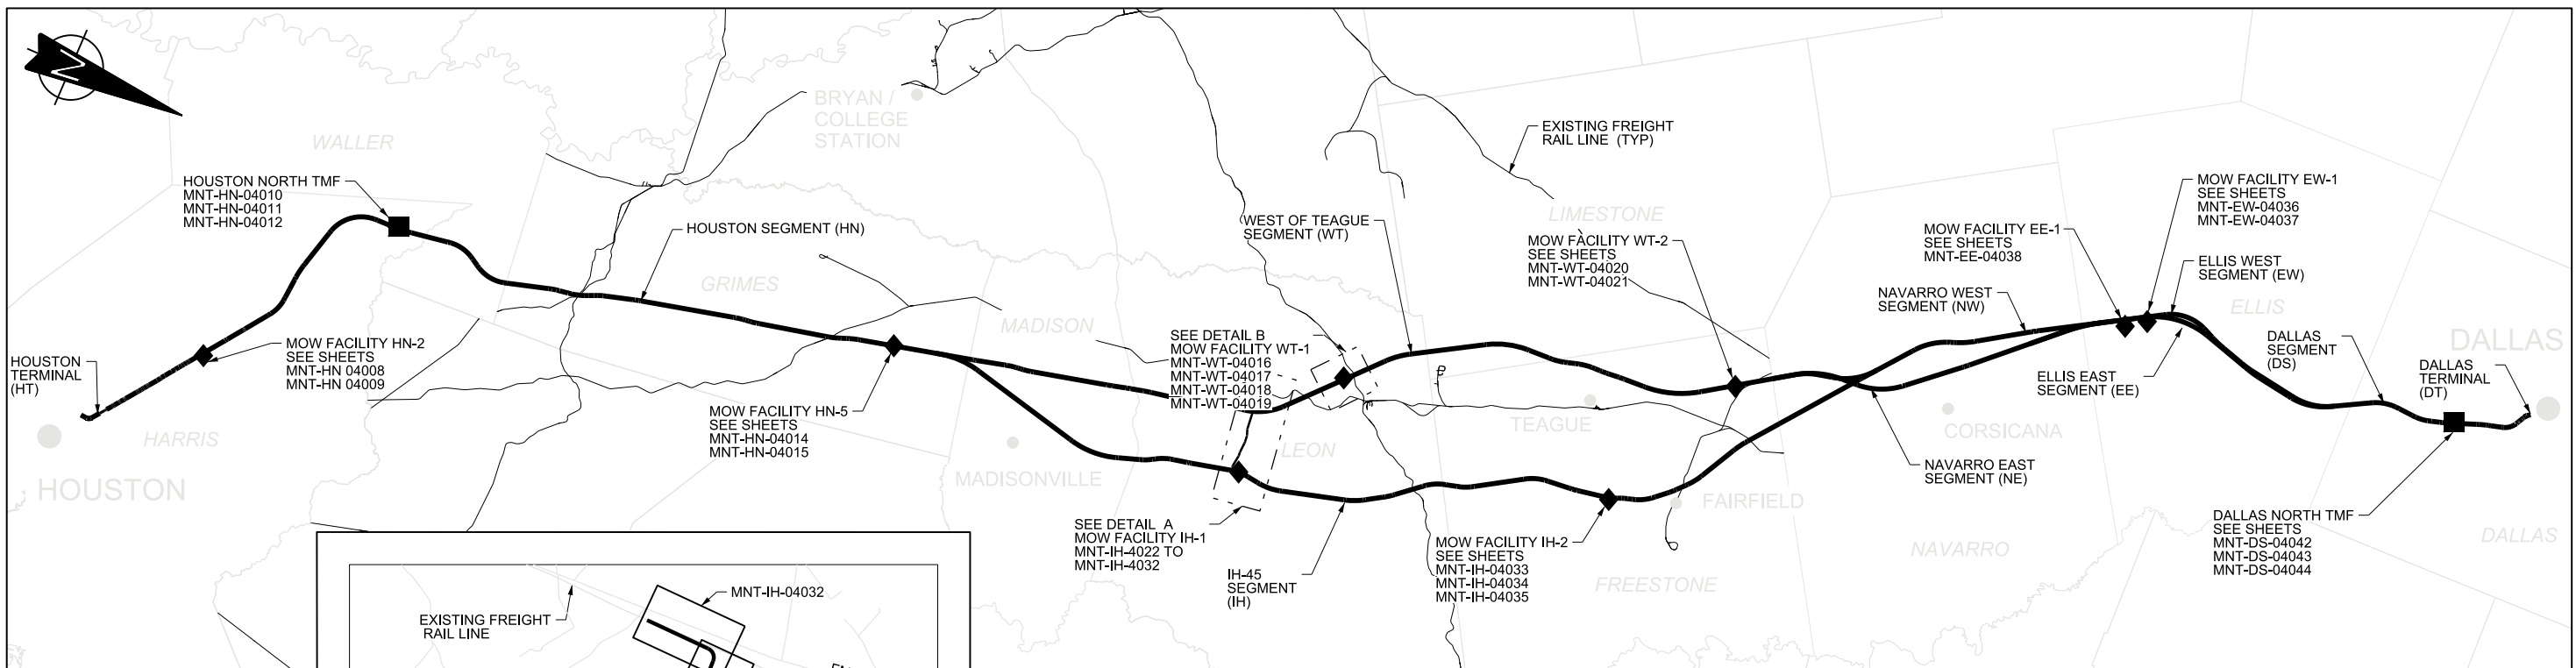 N
WALLER
BRYAN /
COLLEGE
STATION
HOUSTON NORTH TMF
MNT-HN-04010
MNT-HN-04011
MNT-HN-04012
HOUSTON SEGMENT (HN)
GRIMES
MADISON
EXISTING FREIGHT
RAIL LINE (TYP)
LIMESTONE
WEST OF TEAGUE
SEGMENT (WT)
MOW FACILITY WT-2
SEE SHEETS
MNT-WT-04020
MNT-WT-04021
MOW FACILITY EW-1
SEE SHEETS
MNT-EW-04036
MNT-EW-04037
MOW FACILITY EE-1
SEE SHEETS
MNT-EE-04038
ELLIS WEST
SEGMENT (EW)
NAVARRO WEST
SEGMENT (NW)
ELLIS
DALLAS
HOUSTON
TERMINAL
(HT)
MOW FACILITY HN-2
SEE SHEETS
MNT-HN 04008
MNT-HN 04009
SEE DETAIL B
MOW FACILITY WT-1
MNT-WT-04016
MNT-WT-04017
MNT-WT-04018
MNT-WT-04019
DALLAS
SEGMENT
(DS)
DALLAS
TERMINAL
(DT)
ELLIS EAST
SEGMENT (EE)
HARRIS
HOUSTON
MOW FACILITY HN-5
SEE SHEETS
MNT-HN-04014
MNT-HN-04015
MADISONVILLE
LEON
TEAGUE
CORSICANA
NAVARRO EAST
SEGMENT (NE)
FAIRFIELD
SEE DETAIL A
MOW FACILITY IH-1
MNT-IH-4022 TO
MNT-IH-4032
IH-45
SEGMENT
(IH)
MOW FACILITY IH-2
SEE SHEETS
MNT-IH-04033
MNT-IH-04034
MNT-IH-04035
FREESTONE
NAVARRO
DALLAS NORTH TMF
SEE SHEETS
MNT-DS-04042
MNT-DS-04043
MNT-DS-04044
DALLAS
MNT-IH-04032
EXISTING FREIGHT
RAIL LINE